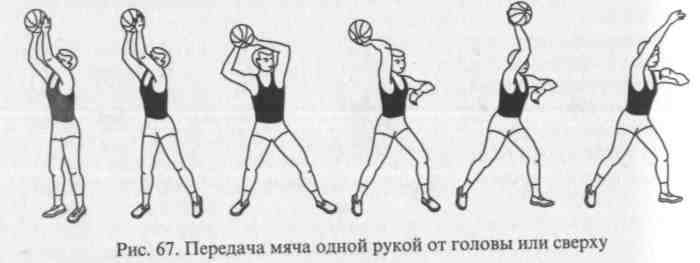 Рис. 67. Передача мяча одной рукой от головы или сверху